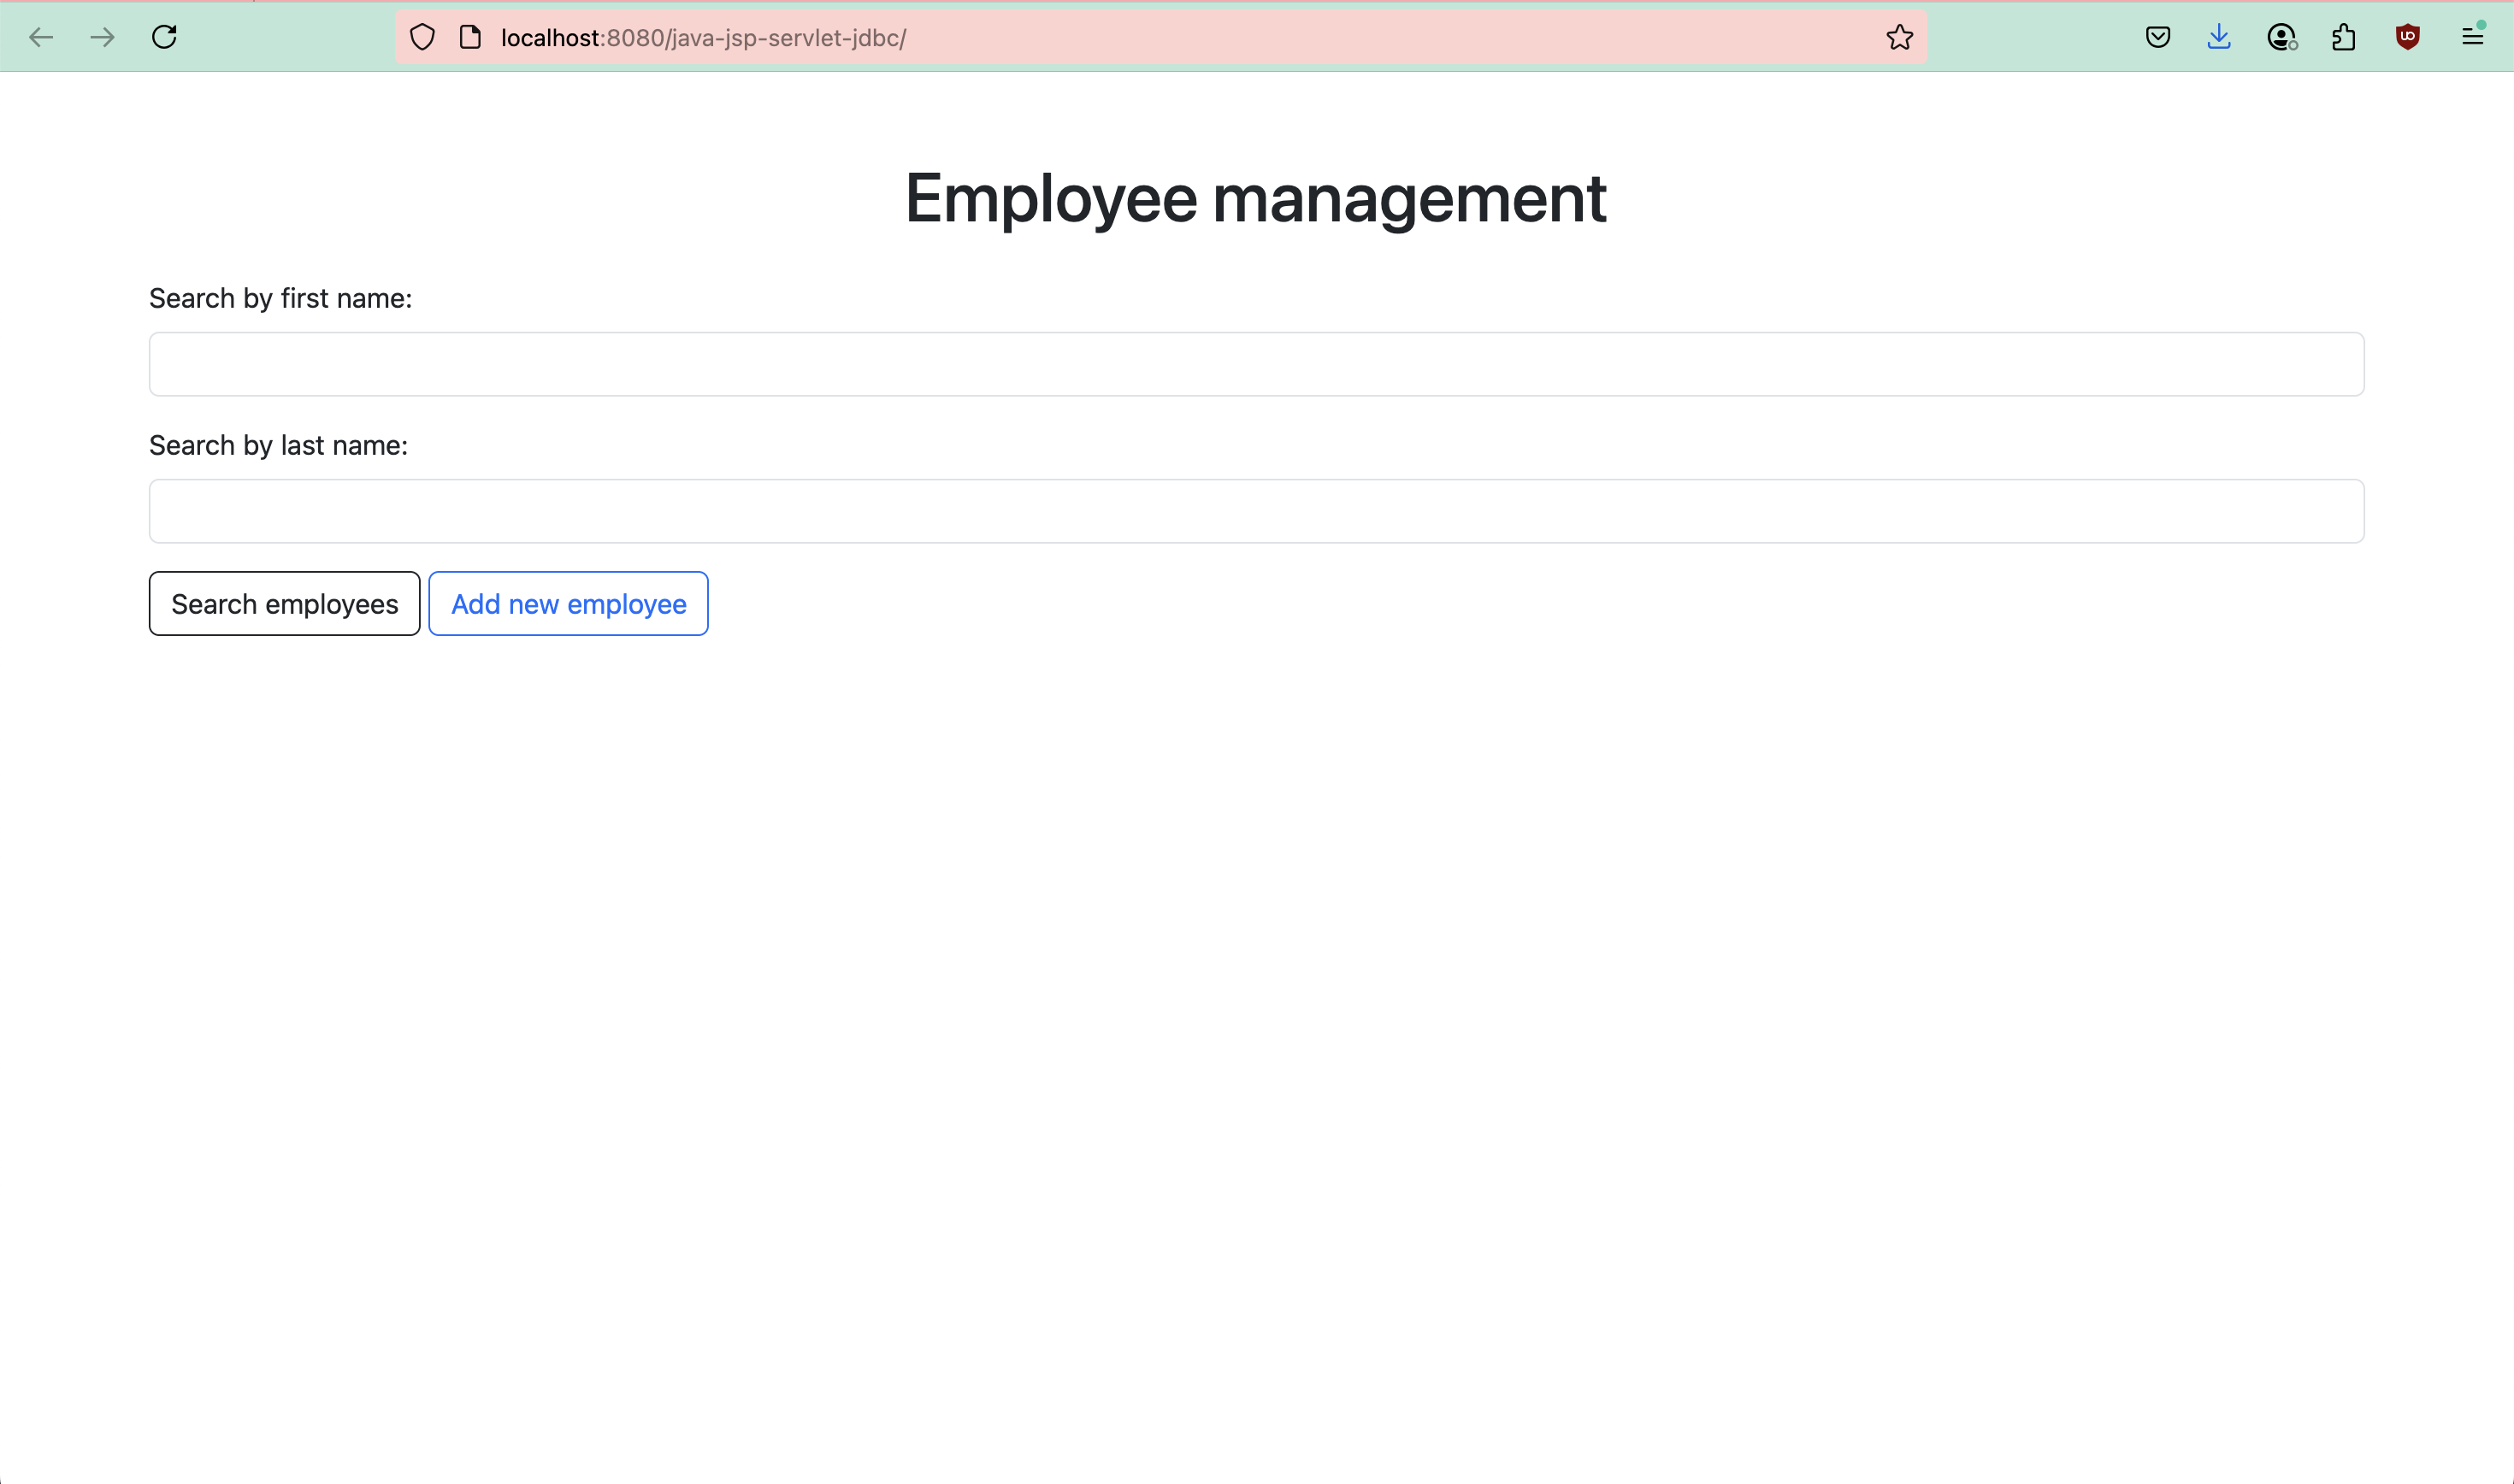 localhost:8080/java-jsp-servlet-jdbc/
Employee management
Search by first name:
Search by last name:
Search employees Add new employee